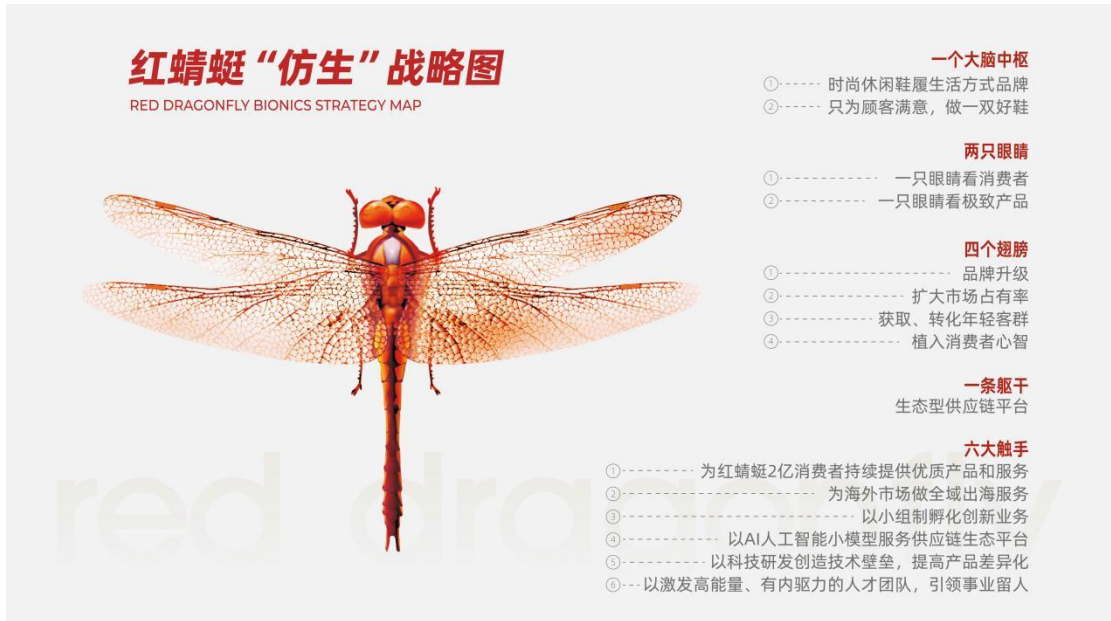 红蜻蜓“仿生”战略图
RED DRAGONFLY BIONICS STRATEGY MAP
一个大脑中枢
① 时尚休闲鞋履生活方式品牌
② 只为顾客满意，做一双好鞋
两只眼睛
① 一只眼睛看消费者
② 一只眼睛看极致产品
四个翅膀
① 品牌升级
② 扩大市场占有率
③ 获取、转化年轻客群
④ 植入消费者心智
一条躯干
生态型供应链平台
六大触手
① 为红蜻蜓2亿消费者持续提供优质产品和服务
② 为海外市场做全域出海服务
③ 以小组制孵化创新业务
④ 以AI人工智能小模型服务供应链生态平台
⑤ 以科技研发创造技术壁垒，提高产品差异化
⑥ 以激发高能量、有内驱力的人才团队，引领事业留人
red dragonfly